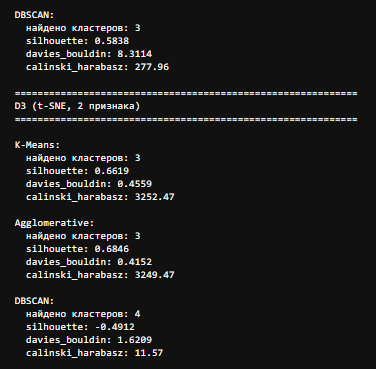 DBSCAN:
найдено кластеров: 3
silhouette: 0.5838
davies_bouldin: 8.3114
calinski_harabasz: 277.96
============================================================
D3 (t-SNE, 2 признака)
============================================================
K-Means:
найдено кластеров: 3
silhouette: 0.6619
davies_bouldin: 0.4559
calinski_harabasz: 3252.47
Agglomerative:
найдено кластеров: 3
silhouette: 0.6846
davies_bouldin: 0.4152
calinski_harabasz: 3249.47
DBSCAN:
найдено кластеров: 4
silhouette: -0.4912
davies_bouldin: 1.6209
calinski_harabasz: 11.57